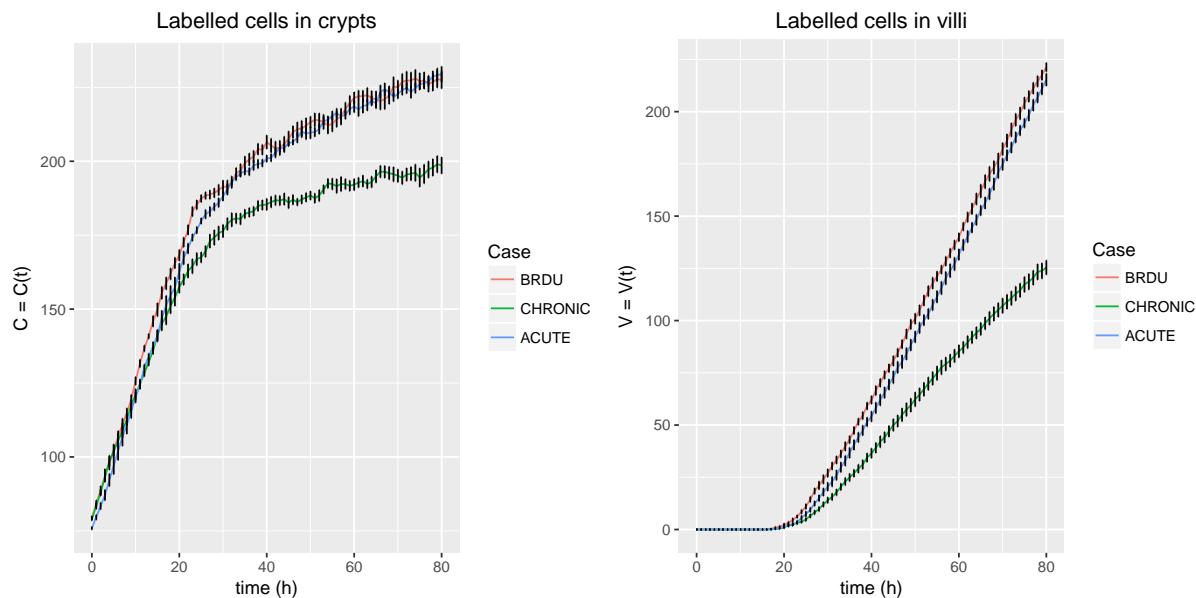 Labelled cells in crypts
200
150
100
C = C(t)
0 20 40 60 80
time (h)
Case
BRDU
CHRONIC
ACUTE
Labelled cells in villi
200
150
100
50
0
V = V(t)
0 20 40 60 80
time (h)
Case
BRDU
CHRONIC
ACUTE